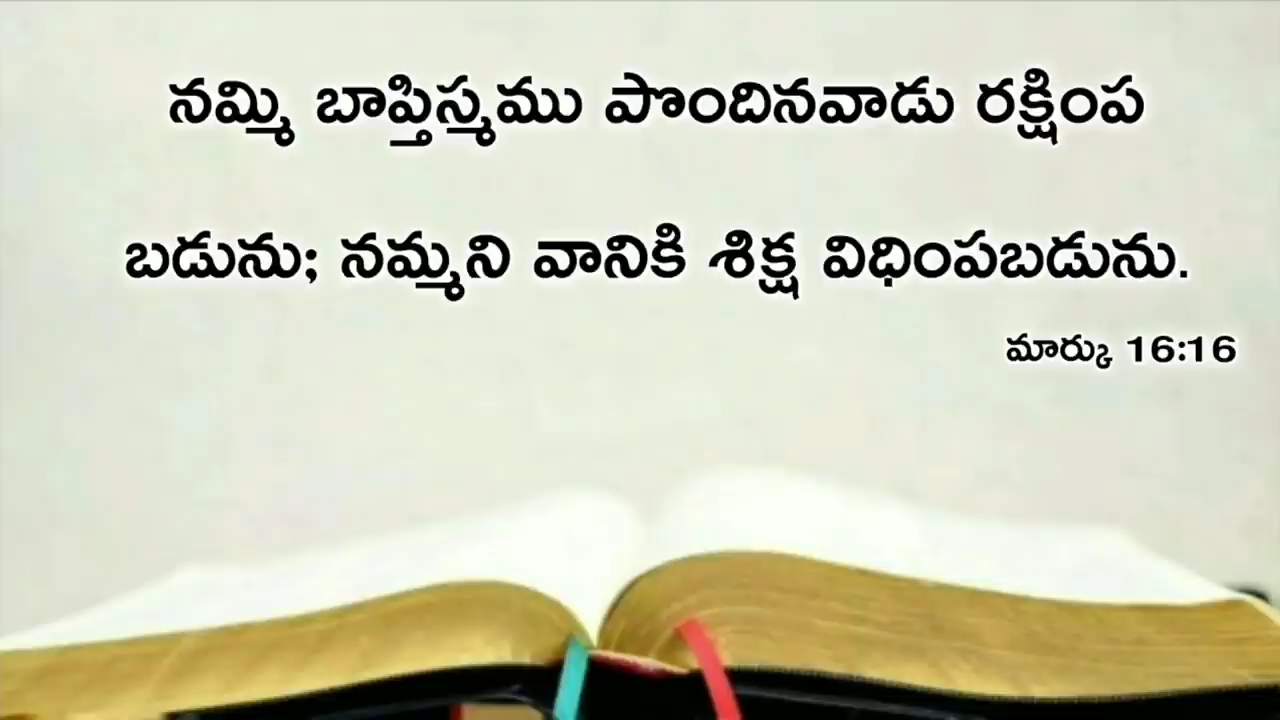 నమ్మి బాప్తిస్మము పొందినవాడు రక్షింప
బడును; నమ్మని వానికి శిక్ష విధింపబడును.
మార్కు 16:16